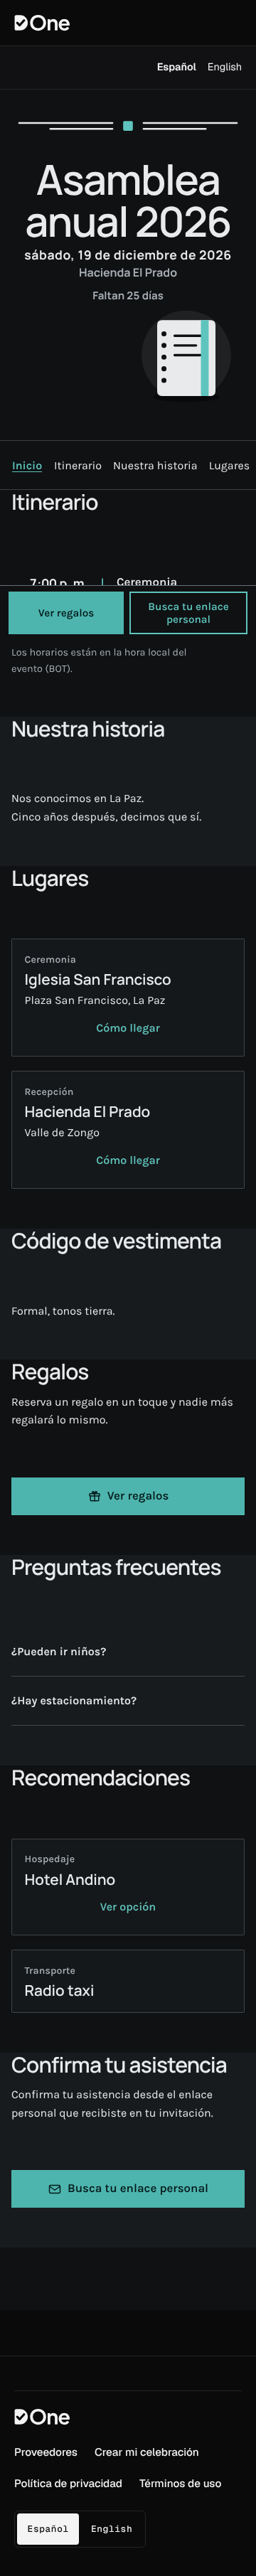 One
Español English
Asamblea
anual 2026
sábado, 19 de diciembre de 2026
Hacienda El Prado
Faltan 25 días
Inicio Itinerario Nuestra historia Lugares
Itinerario
7:00 p. m. Ceremonia
Ver regalos
Busca tu enlace
personal
Los horarios están en la hora local del
evento (BOT).
Nuestra historia
Nos conocimos en La Paz.
Cinco años después, decimos que sí.
Lugares
Ceremonia
Iglesia San Francisco
Plaza San Francisco, La Paz
Cómo llegar
Recepción
Hacienda El Prado
Valle de Zongo
Cómo llegar
Código de vestimenta
Formal, tonos tierra.
Regalos
Reserva un regalo en un toque y nadie más
regalará lo mismo.
Ver regalos
Preguntas frecuentes
¿Pueden ir niños?
¿Hay estacionamiento?
Recomendaciones
Hospedaje
Hotel Andino
Ver opción
Transporte
Radio taxi
Confirma tu asistencia
Confirma tu asistencia desde el enlace
personal que recibiste en tu invitación.
Busca tu enlace personal
One
Proveedores Crear mi celebración
Política de privacidad Términos de uso
Español English